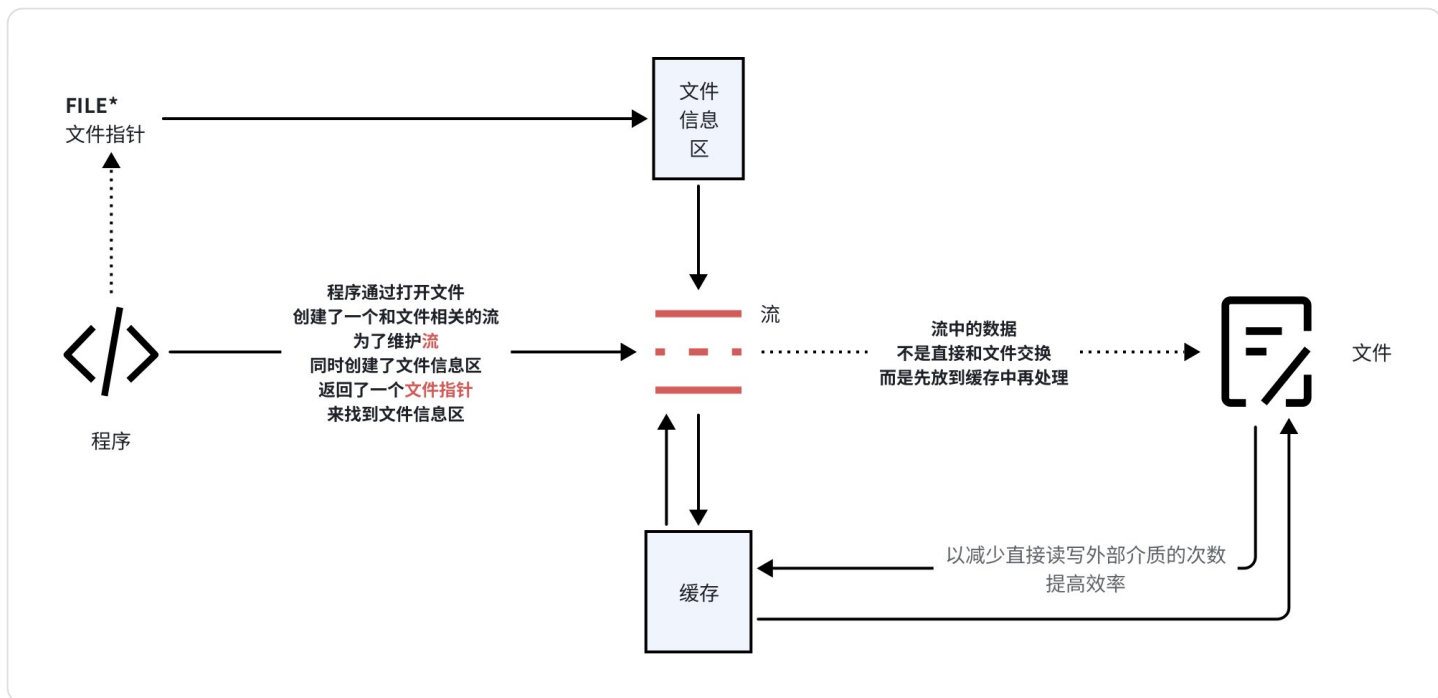 FILE*
文件指针
文件
信息
区
程序通过打开文件
创建了一个和文件相关的流
为了维护流
同时创建了文件信息区
返回了一个文件指针
来找到文件信息区
流
流中的数据
不是直接和文件交换
而是先放到缓存中再处理
文件
程序
以减少直接读写外部介质的次数
提高效率
缓存